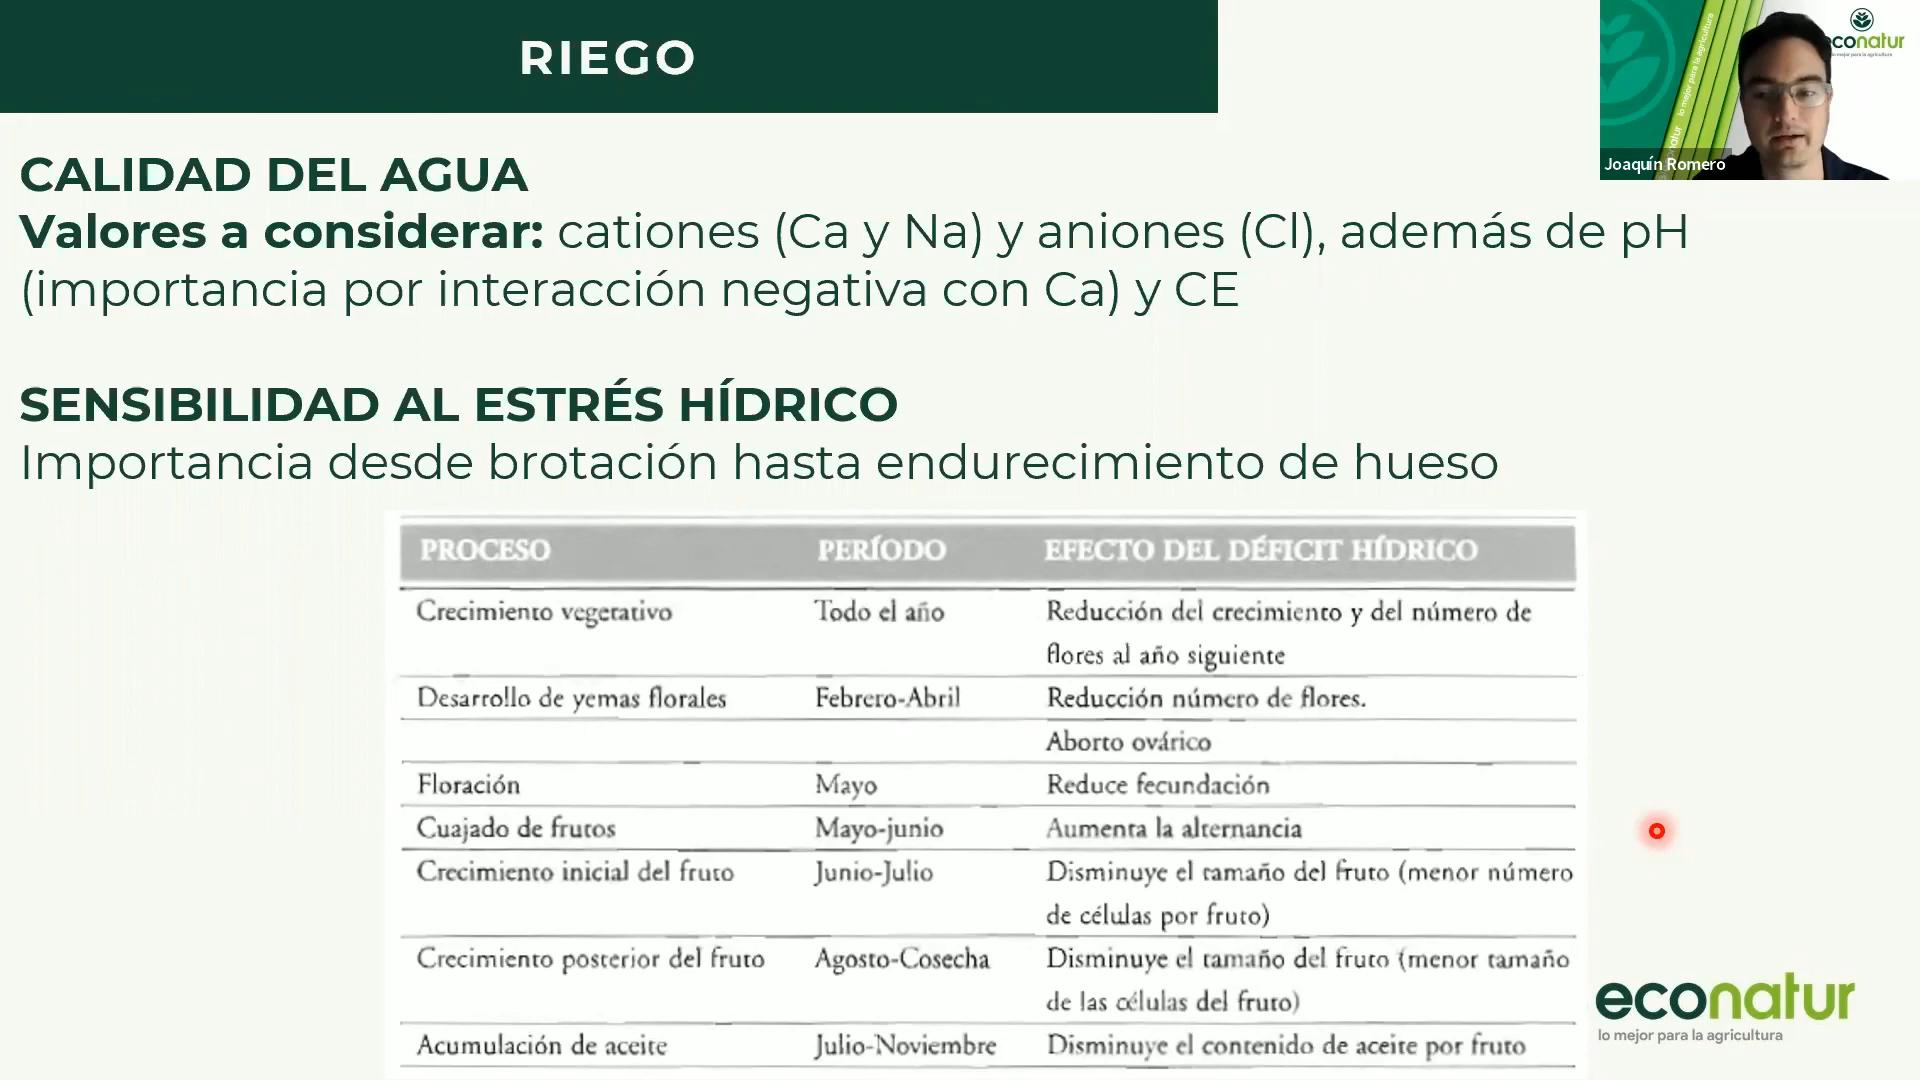 RIEGO
CALIDAD DEL AGUA
Valores a considerar: cationes (Ca y Na) y aniones (Cl), además de pH
(importancia por interacción negativa con Ca) y CE
SENSIBILIDAD AL ESTRÉS HÍDRICO
Importancia desde brotación hasta endurecimiento de hueso
PROCESO PERÍODO EFECTO DEL DÉFICIT HÍDRICO
Crecimiento vegetativo Todo el año Reducción del crecimiento y del número de
flores al año siguiente
Desarrollo de yemas florales Febrero-Abril Reducción número de flores.
Aborto ovárico
Floración Mayo Reduce fecundación
Cuajado de frutos Mayo-junio Aumenta la alternancia
Crecimiento inicial del fruto Junio-Julio Disminuye el tamaño del fruto (menor número
de células por fruto)
Crecimiento posterior del fruto Agosto-Cosecha Disminuye el tamaño del fruto (menor tamaño
de las células del fruto)
Acumulación de aceite Julio-Noviembre Disminuye el contenido de aceite por fruto
econatur
lo mejor para la agricultura
Joaquín Romero
lo mejor para la agricultura